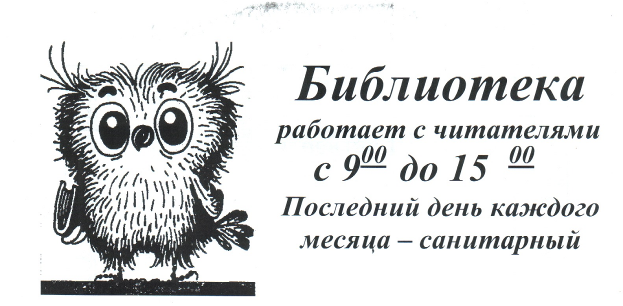 Библиотека
работает с читателями
с 9⁰⁰ до 15 ⁰⁰
Последний день каждого
месяца – санитарный